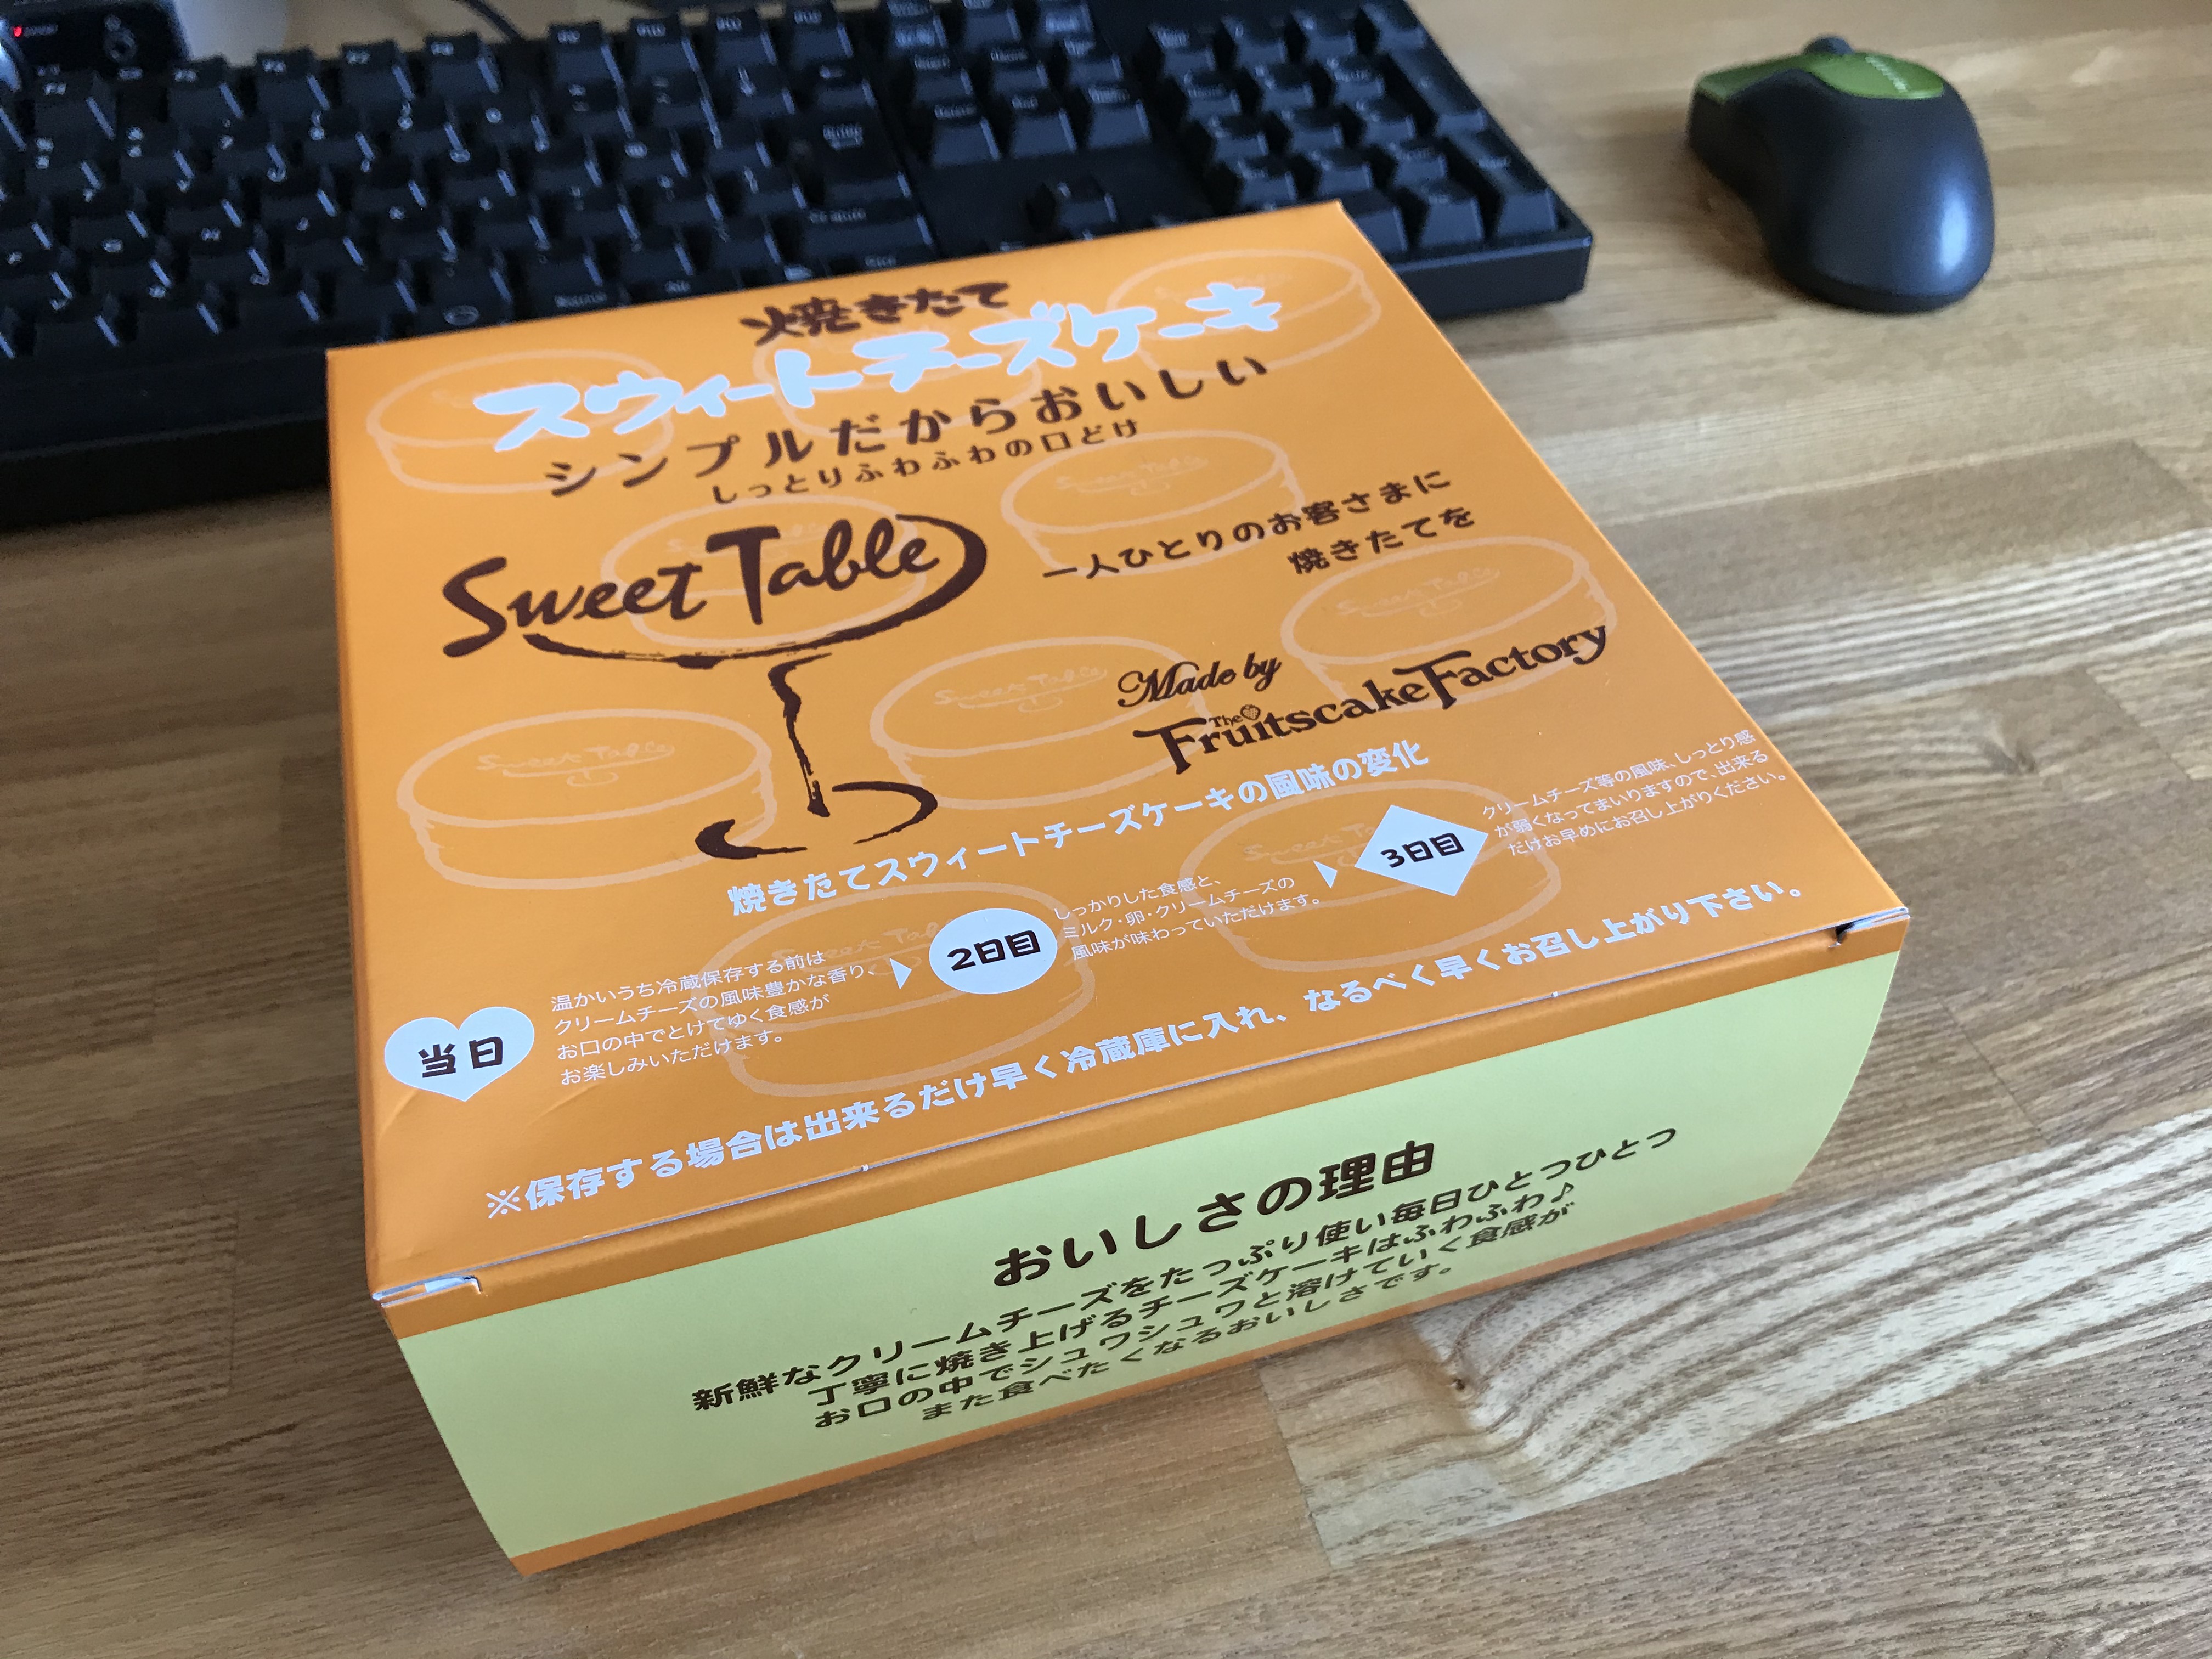 焼きたて
スウィートチーズケーキ
シンプルだからおいしい
しっとりふわふわの口どけ
Sweet Table
一人ひとりのお客さまに
焼きたてを
Made by
The FruitscakeFactory
焼きたてスウィートチーズケーキの風味の変化
当日
温かいうち冷蔵保存する前は
クリームチーズの風味豊かな香り、
お口の中でとけてゆく食感が
お楽しみいただけます。
2日目
しっかりした食感と、
ミルク・卵・クリームチーズの
風味が味わっていただけます。
3日目
クリームチーズ等の風味、しっとり感
が弱くなってまいりますので、出来る
だけお早めにお召し上がりください。
※保存する場合は出来るだけ早く冷蔵庫に入れ、なるべく早くお召し上がり下さい。
おいしさの理由
新鮮なクリームチーズをたっぷり使い毎日ひとつひとつ
丁寧に焼き上げるチーズケーキはふわふわ♪
お口の中でシュワシュワと溶けていく食感が
また食べたくなるおいしさです。